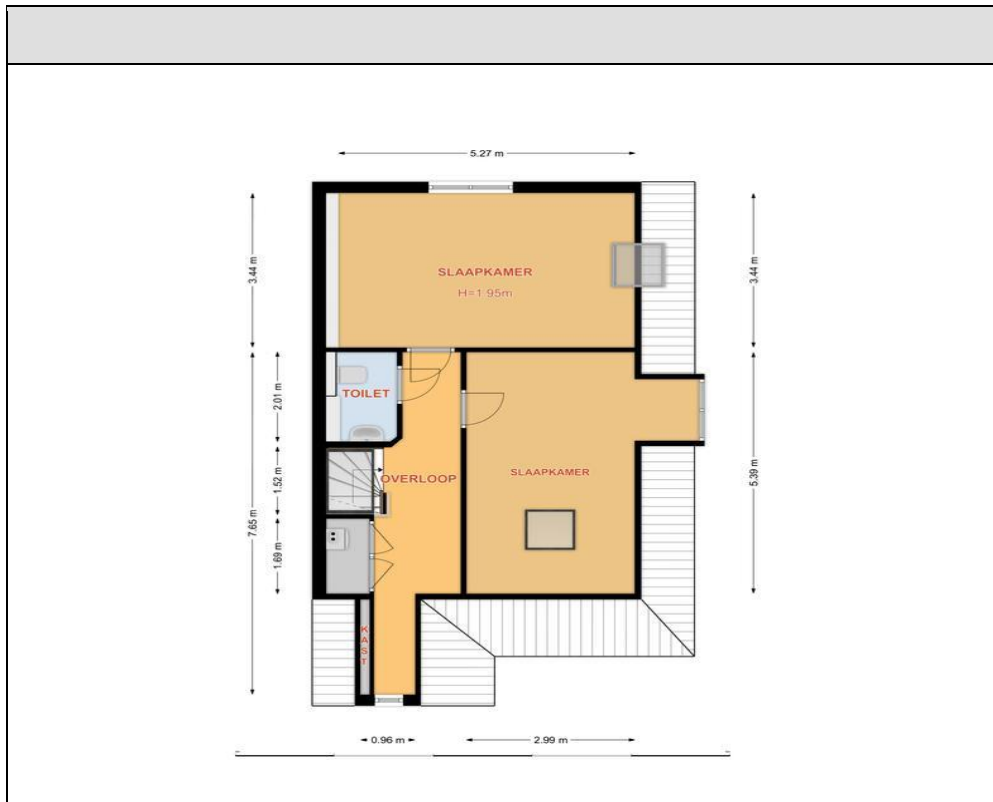 5.27 m
3.44 m
3.44 m
SLAAPKAMER
H=1.95m
2.01 m
TOILET
OVERLOOP
SLAAPKAMER
1.52 m
5.39 m
7.65 m
1.69 m
KAST
0.96 m
2.99 m